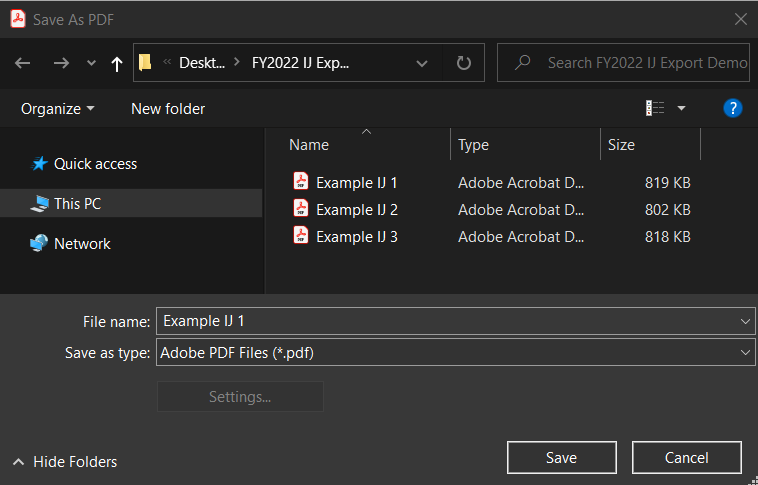 Save As PDF
« Deskt... > FY2022 IJ Exp...
Search FY2022 IJ Export Demo
Organize
New folder
?
Quick access
This PC
Network
Name Type Size
Example IJ 1 Adobe Acrobat D... 819 KB
Example IJ 2 Adobe Acrobat D... 802 KB
Example IJ 3 Adobe Acrobat D... 818 KB
File name: Example IJ 1
Save as type: Adobe PDF Files (*.pdf)
Settings...
Hide Folders
Save
Cancel